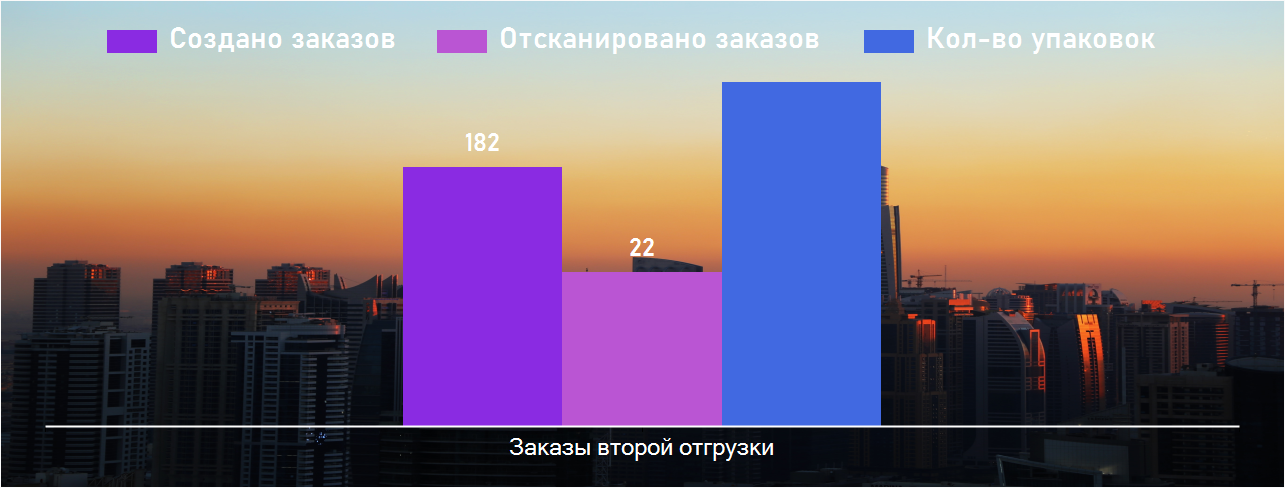 Создано заказов Отсканировано заказов Кол-во упаковок
182
22
Заказы второй отгрузки